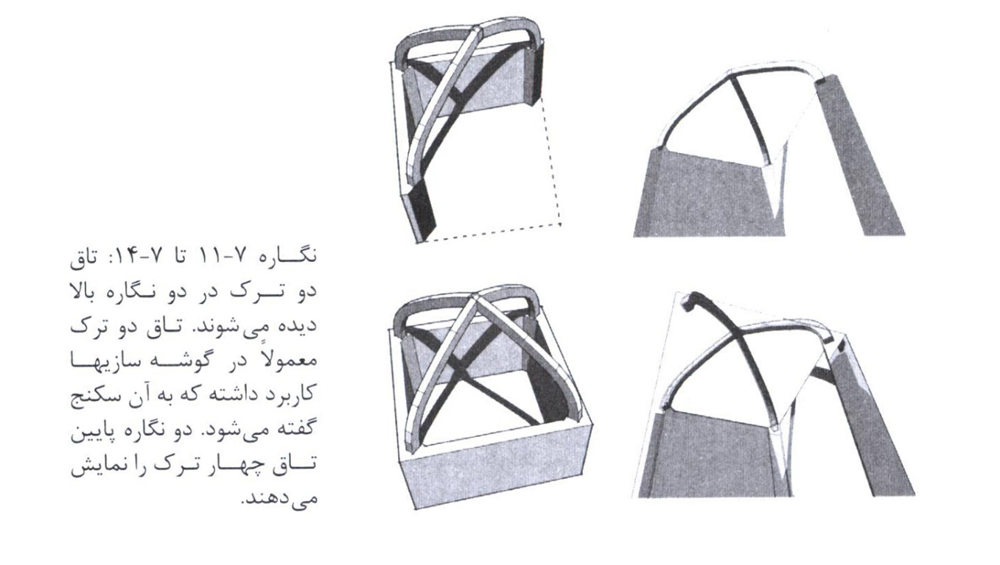 نگاره ۷-۱۱ تا ۷-۱۴: تاق
دو ترک در دو نگاره بالا
دیده می‌شوند. تاق دو ترک
معمولاً در گوشه سازیها
کاربرد داشته که به آن سکنج
گفته می‌شود. دو نگاره پایین
تاق چهار ترک را نمایش
می‌دهند.